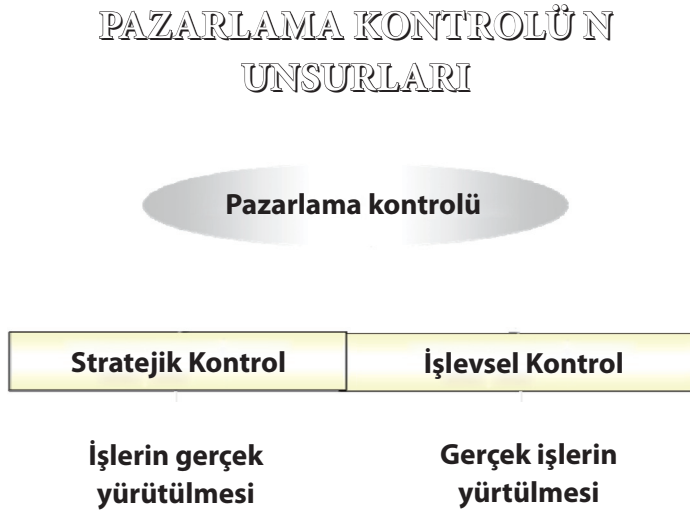 PAZARLAMA KONTROLÜ N
UNSURLARI
Pazarlama kontrolü
Stratejik Kontrol
İşlevsel Kontrol
İşlerin gerçek
yürütülmesi
Gerçek işlerin
yürtülmesi